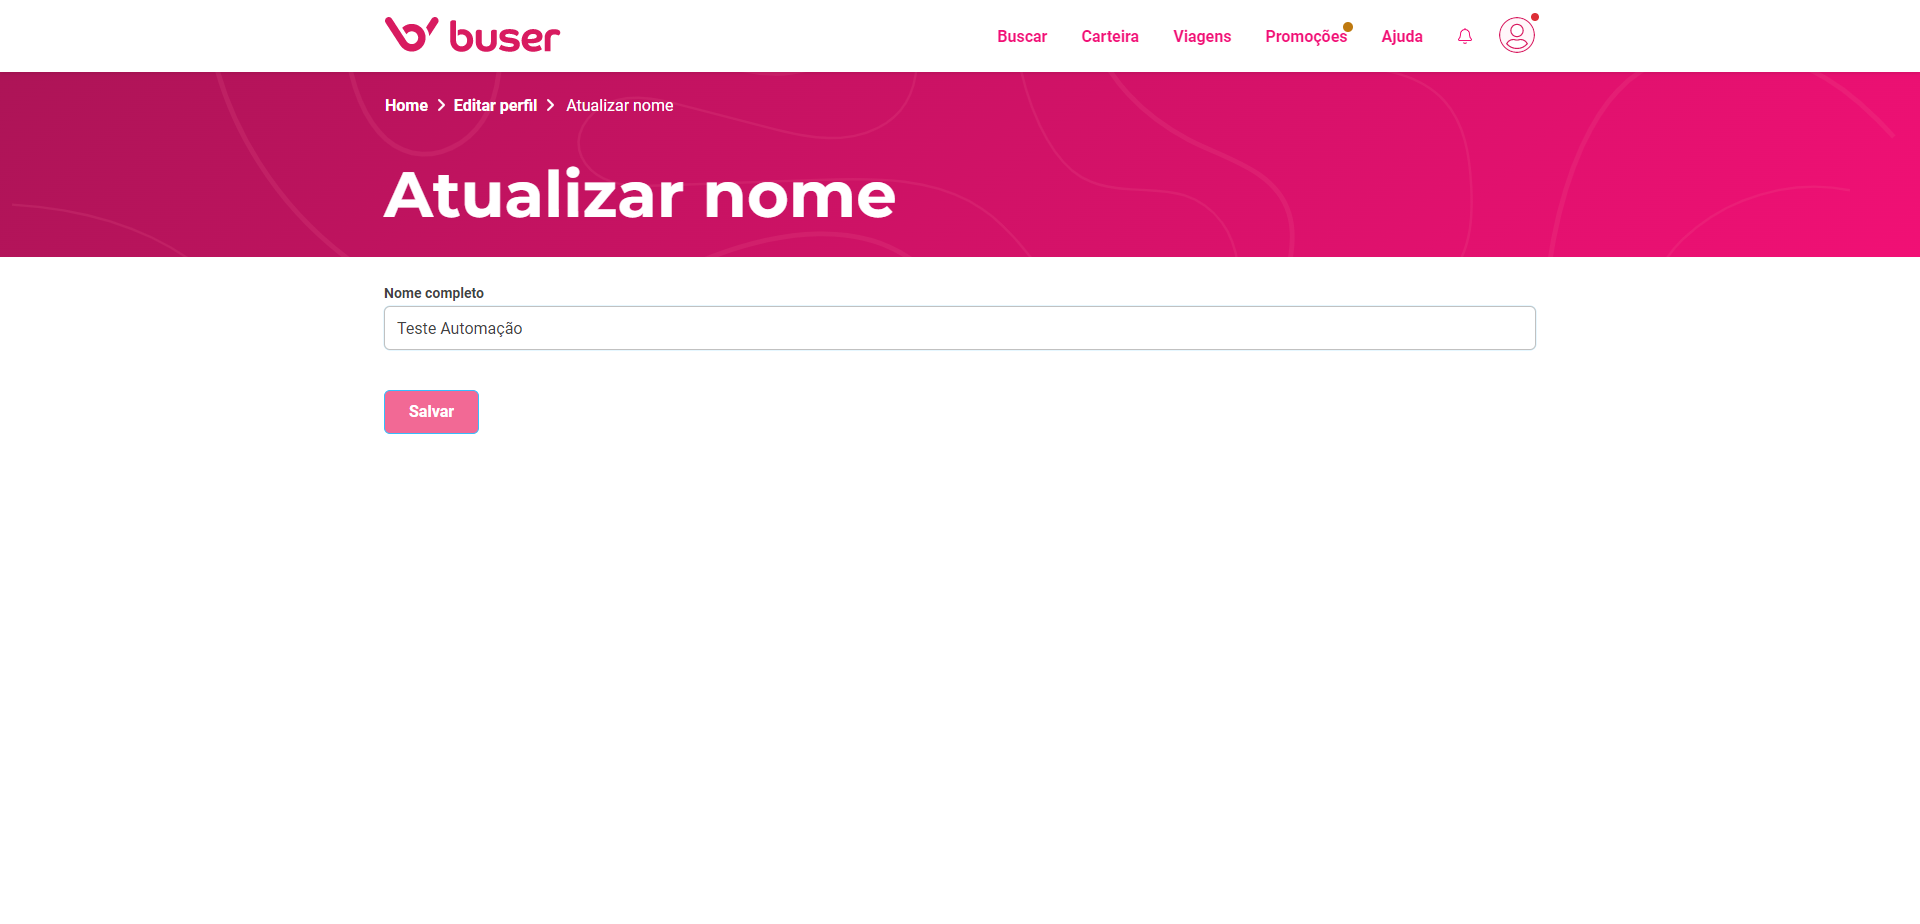 buser
Buscar Carteira Viagens Promoções Ajuda
Home Editar perfil Atualizar nome
Atualizar nome
Nome completo
Teste Automação
Salvar